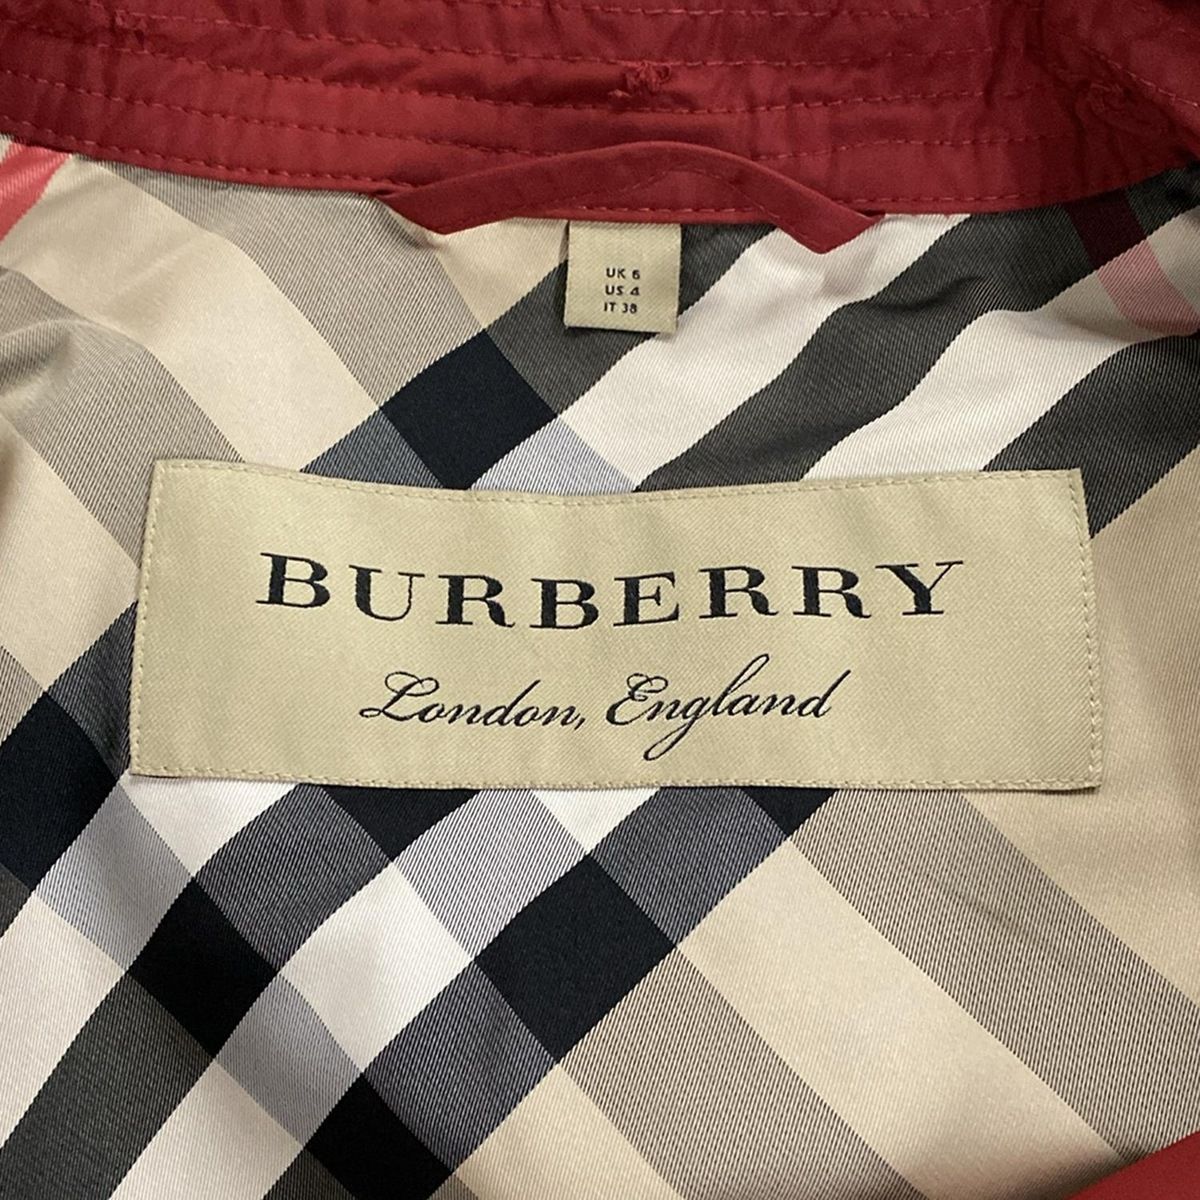 UK 6
US 4
IT 38
BURBERRY
London, England